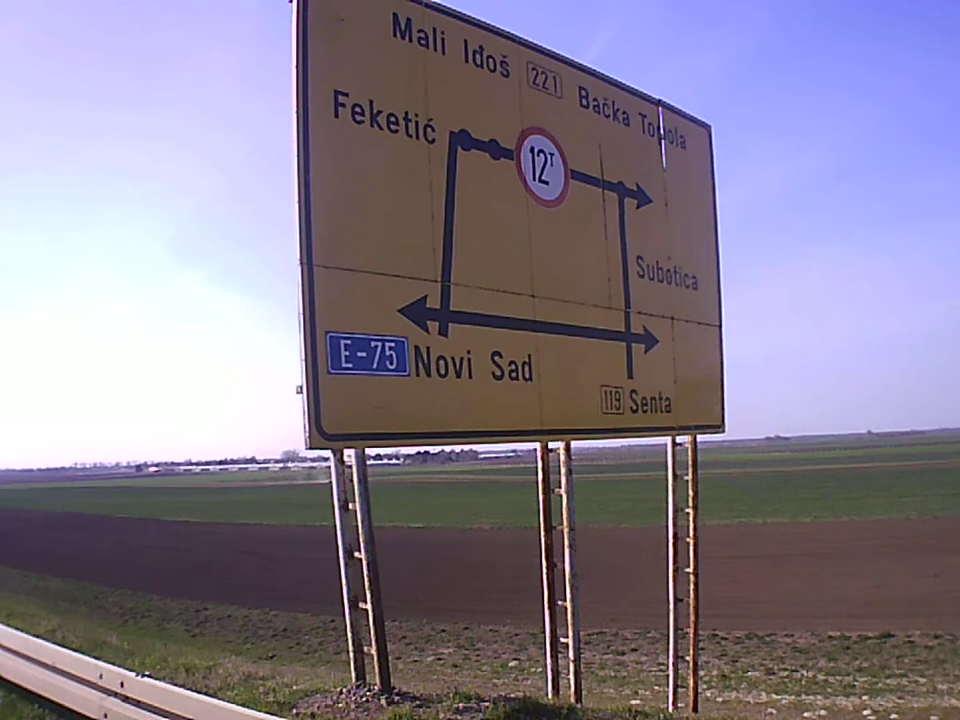 Mali Iđoš 221 Bačka Topola
Feketić
12T
Subotica
E-75 Novi Sad
119 Senta